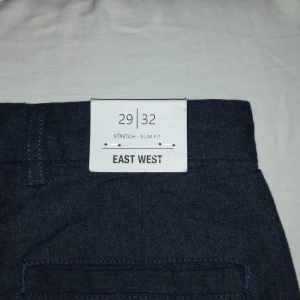 29 | 32
STRETCH - SLIM FIT
EAST WEST